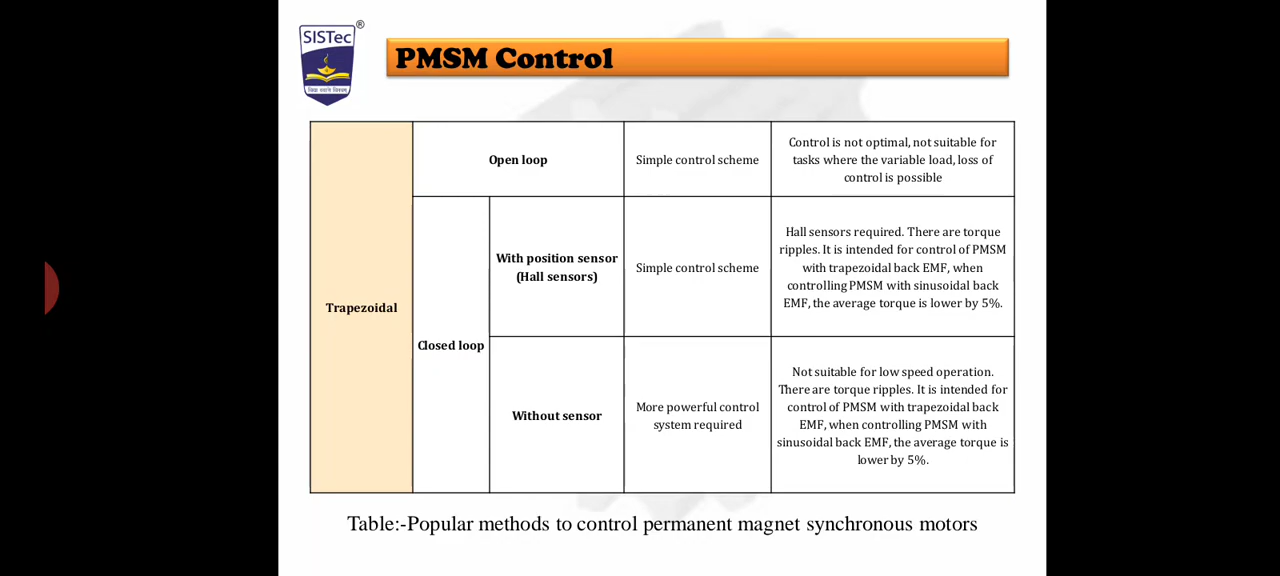 SISTec®
PMSM Control
Open loop
Simple control scheme
Control is not optimal, not suitable for
tasks where the variable load, loss of
control is possible
Trapezoidal
Closed loop
With position sensor
(Hall sensors)
Simple control scheme
Hall sensors required. There are torque
ripples. It is intended for control of PMSM
with trapezoidal back EMF, when
controlling PMSM with sinusoidal back
EMF, the average torque is lower by 5%.
Without sensor
More powerful control
system required
Not suitable for low speed operation.
There are torque ripples. It is intended for
control of PMSM with trapezoidal back
EMF, when controlling PMSM with
sinusoidal back EMF, the average torque is
lower by 5%.
Table:-Popular methods to control permanent magnet synchronous motors